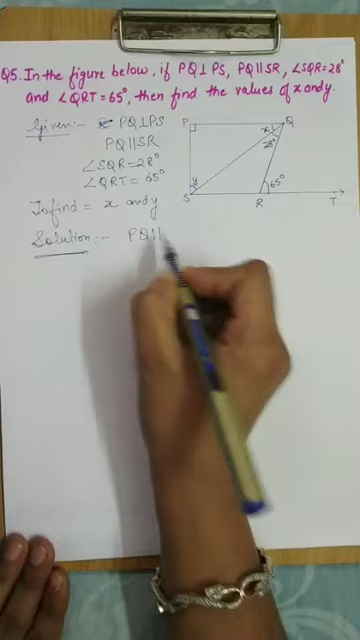 Q5. In the figure below, if PQ⊥PS, PQ||SR, ∠SQR=28°
and ∠QRT=65°, then find the values of x and y.
Given:- PQ⊥PS
PQ||SR
∠SQR=28°
∠QRT=65°
To find = x and y
Solution:- PQ||
P
Q
x
28°
y
65°
S
R
T